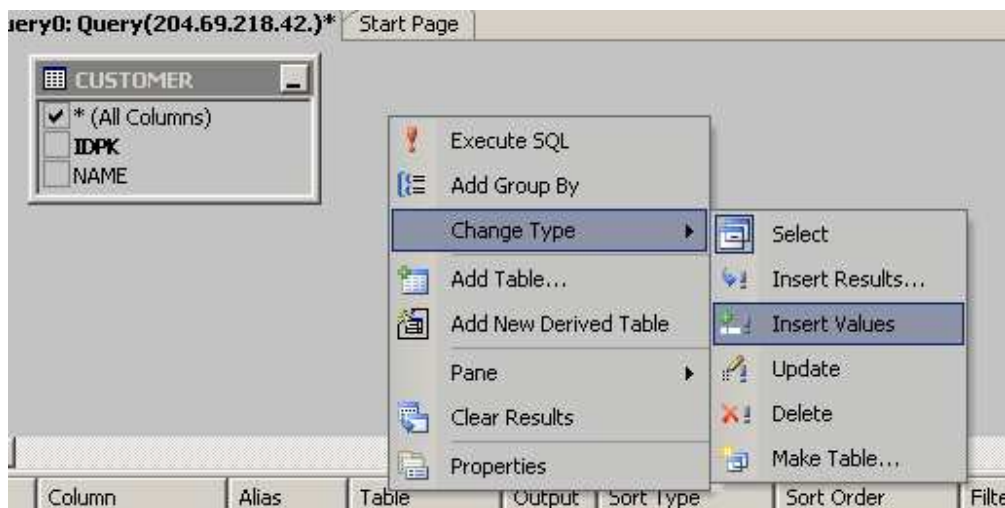 uery0: Query(204.69.218.42.)* Start Page
CUSTOMER
* (All Columns)
IDPK
NAME
Execute SQL
Add Group By
Change Type
Add Table...
Add New Derived Table
Pane
Clear Results
Properties
Select
Insert Results...
Insert Values
Update
Delete
Make Table...
Column Alias Table Output Sort Type Sort Order Filte